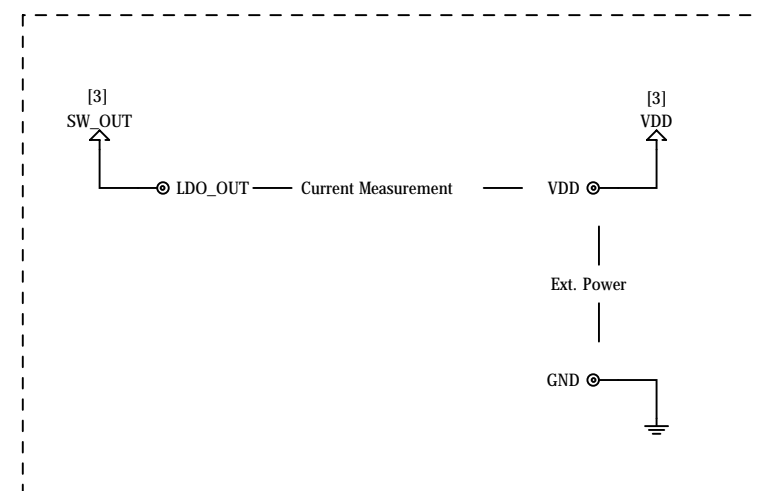 [3]
SW_OUT
[3]
VDD
LDO_OUT
Current Measurement
VDD
Ext. Power
GND